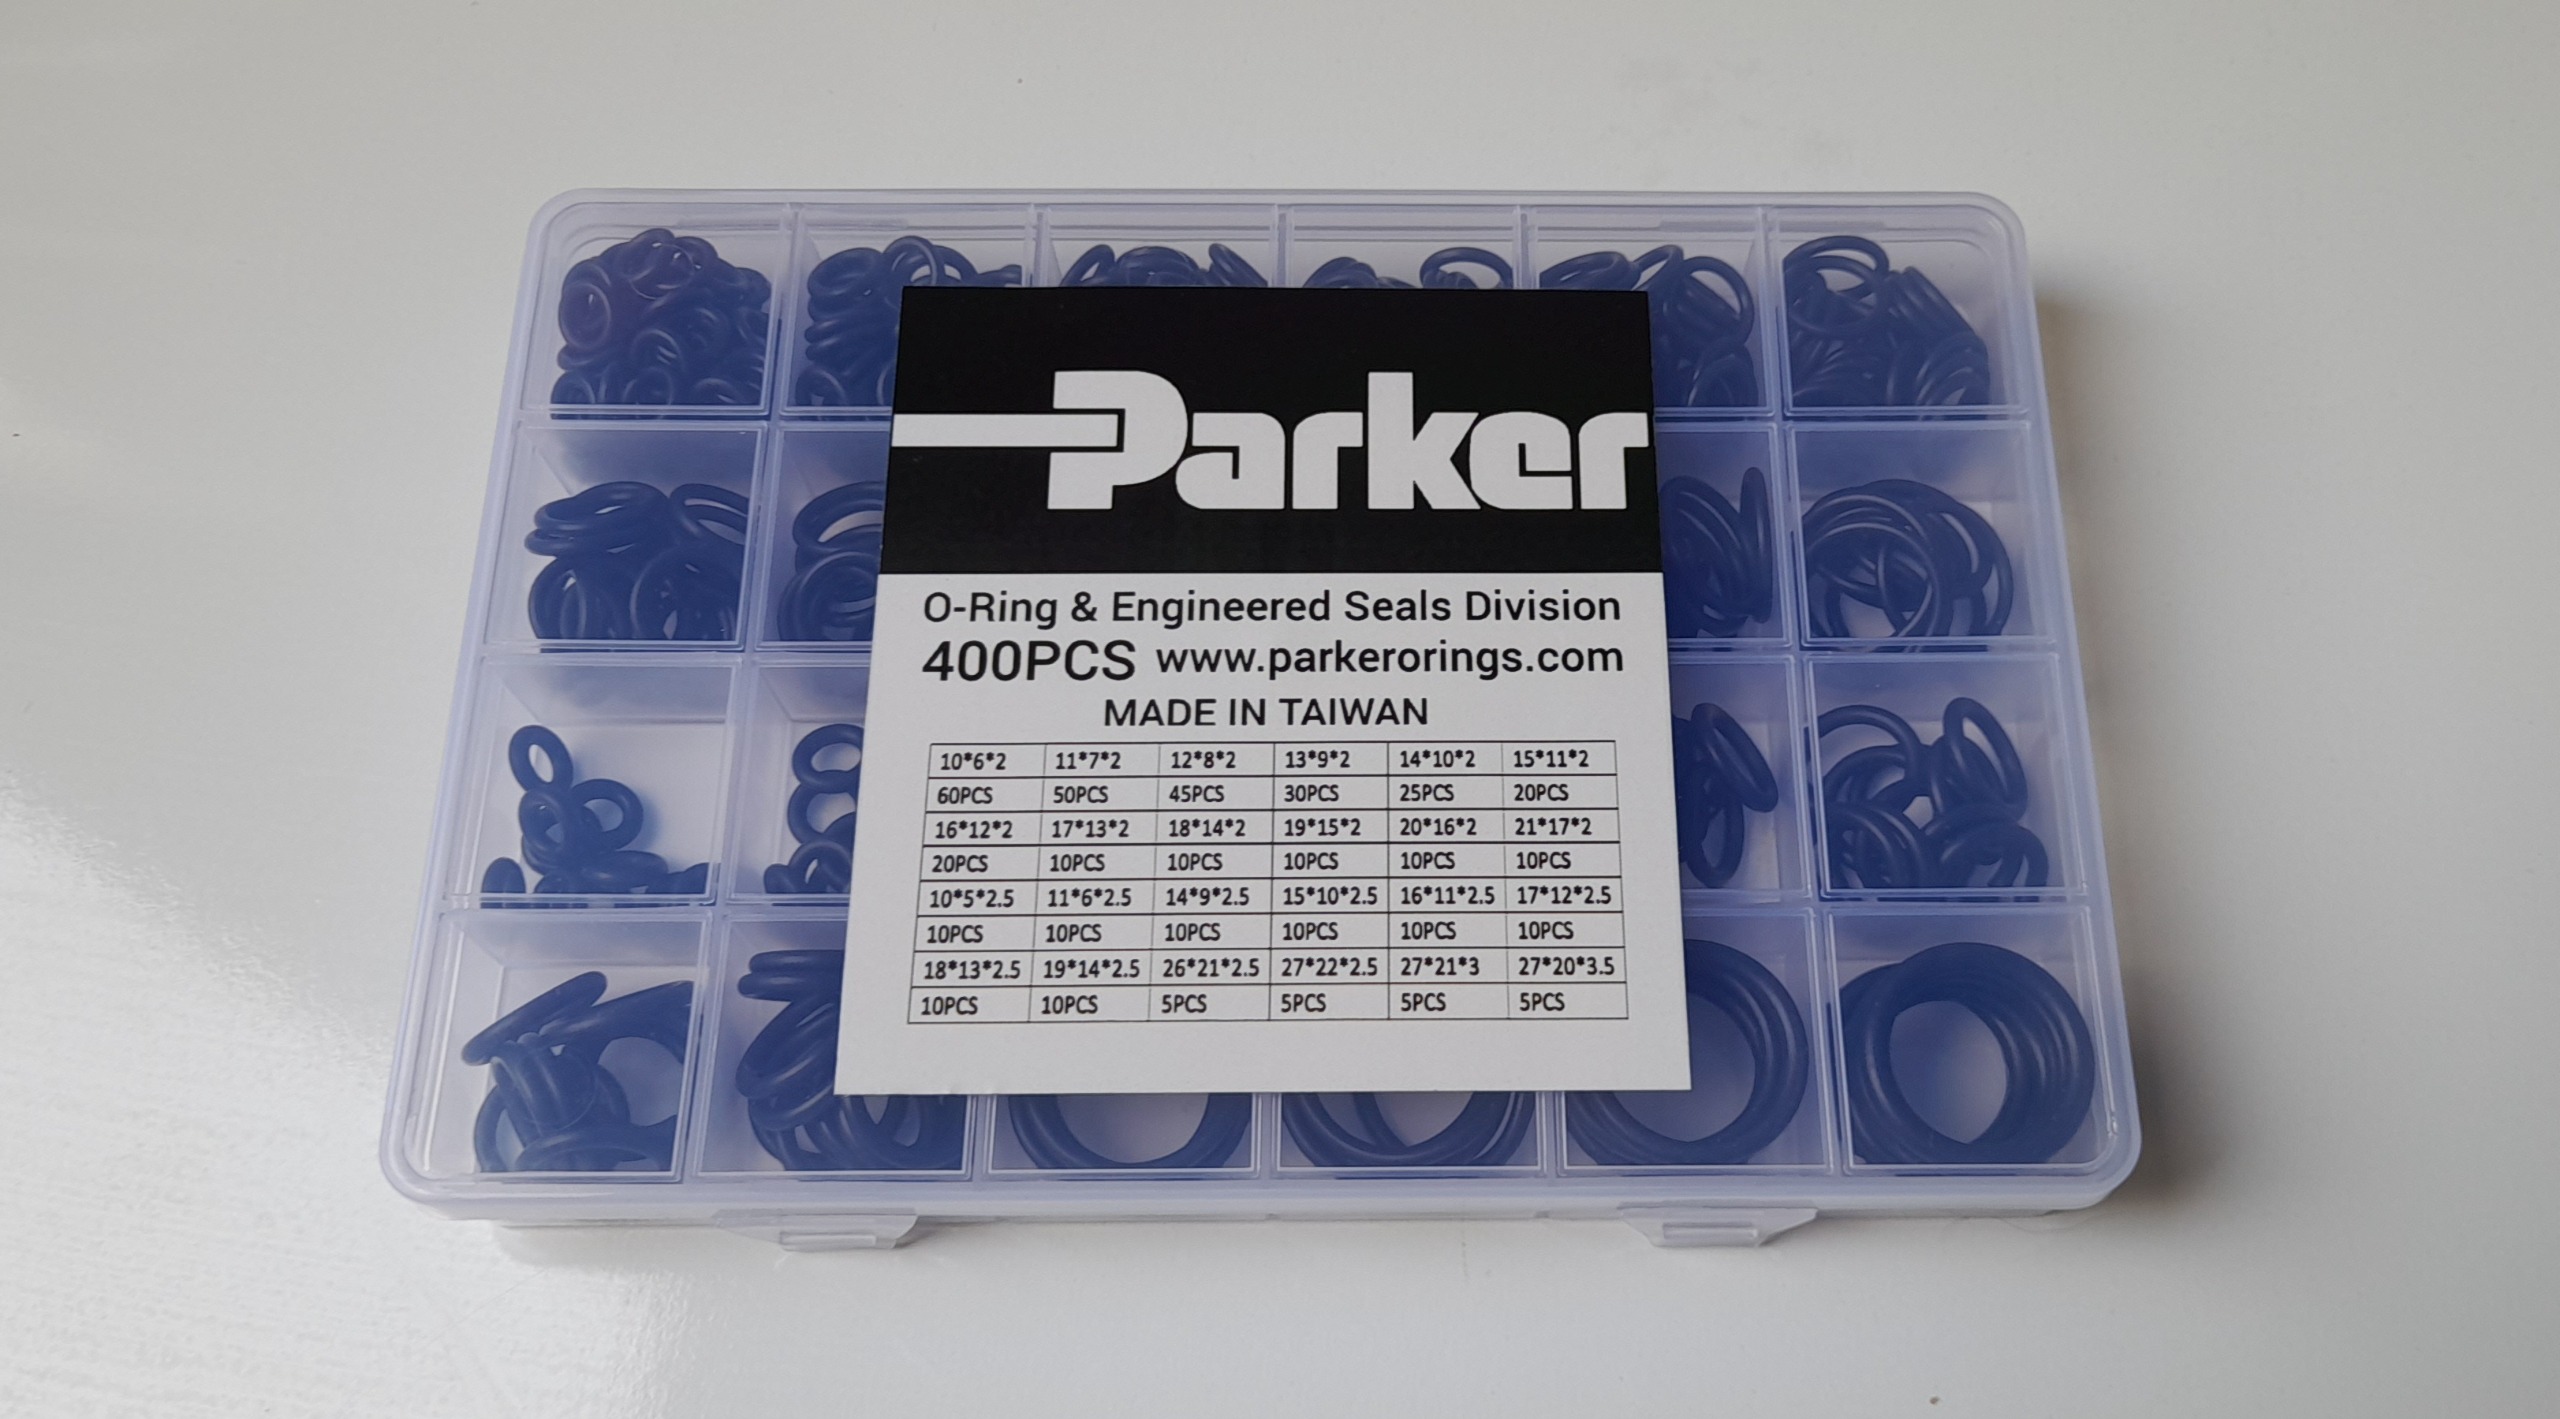 Parker
O-Ring & Engineered Seals Division
400PCS www.parkerorings.com
MADE IN TAIWAN
10*6*2 11*7*2 12*8*2 13*9*2 14*10*2 15*11*2
60PCS 50PCS 45PCS 30PCS 25PCS 20PCS
16*12*2 17*13*2 18*14*2 19*15*2 20*16*2 21*17*2
20PCS 10PCS 10PCS 10PCS 10PCS 10PCS
10*5*2.5 11*6*2.5 14*9*2.5 15*10*2.5 16*11*2.5 17*12*2.5
10PCS 10PCS 10PCS 10PCS 10PCS 10PCS
18*13*2.5 19*14*2.5 26*21*2.5 27*22*2.5 27*21*3 27*20*3.5
10PCS 10PCS 5PCS 5PCS 5PCS 5PCS